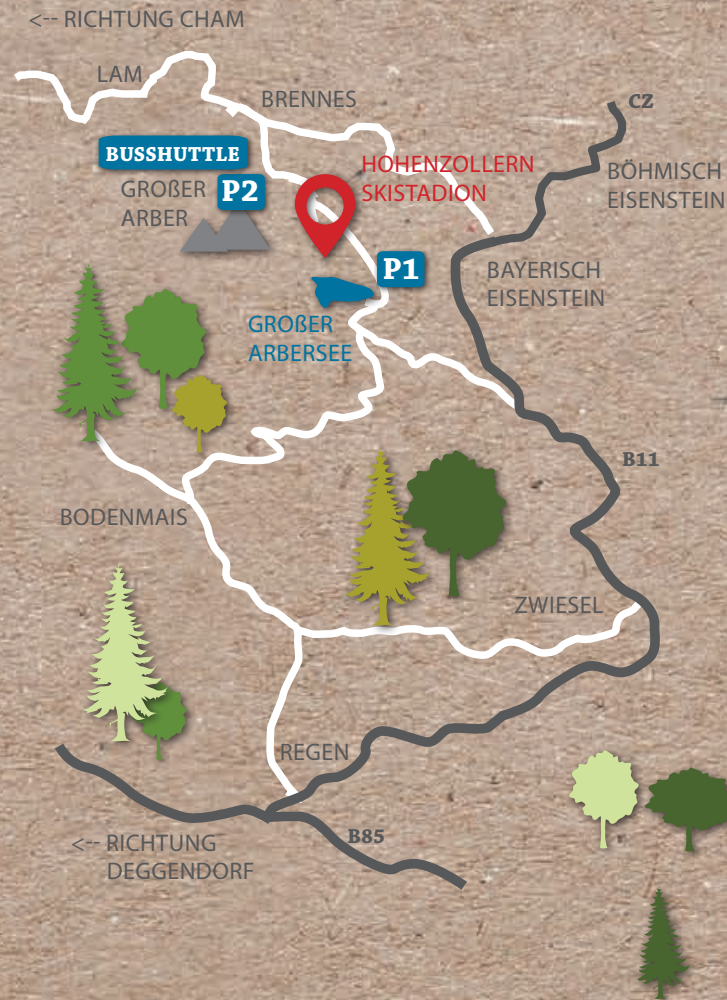 <-- RICHTUNG CHAM
LAM
BRENNES
CZ
BUSSHUTTLE
HOHENZOLLERN
SKISTADION
BÖHMISCH
EISENSTEIN
GROßER
ARBER
P2
P1
BAYERISCH
EISENSTEIN
GROßER
ARBERSEE
B11
BODENMAIS
ZWIESEL
REGEN
B85
<-- RICHTUNG
DEGGENDORF